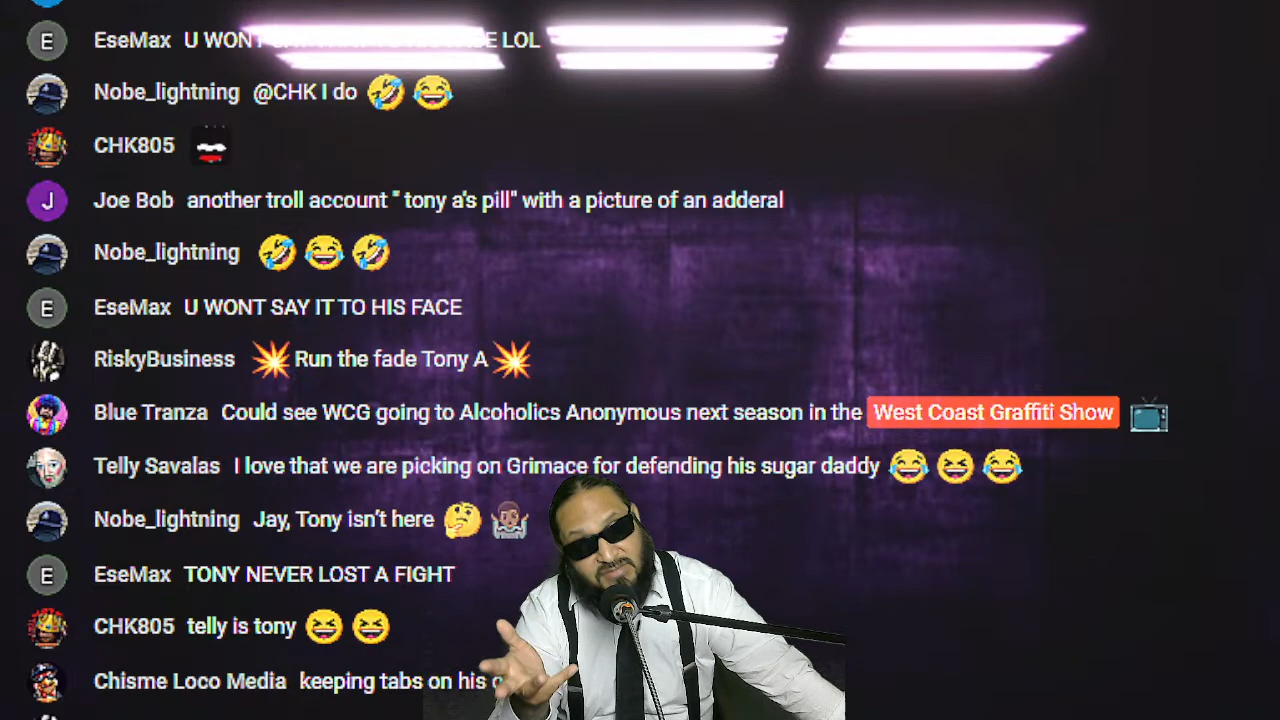 E EseMax U WONT LOL
Nobe_lightning @CHK I do 🤣 😂
CHK805
J Joe Bob another troll account " tony a's pill" with a picture of an adderal
Nobe_lightning 🤣 😂 🤣
E EseMax U WONT SAY IT TO HIS FACE
RiskyBusiness 💥 Run the fade Tony A 💥
Blue Tranza Could see WCG going to Alcoholics Anonymous next season in the West Coast Graffiti Show 📺
Telly Savalas I love that we are picking on Grimace for defending his sugar daddy 😂 😆 😂
Nobe_lightning Jay, Tony isn't here 🤔 🤷🏽‍♂️
E EseMax TONY NEVER LOST A FIGHT
CHK805 telly is tony 😆 😆
Chisme Loco Media keeping tabs on his